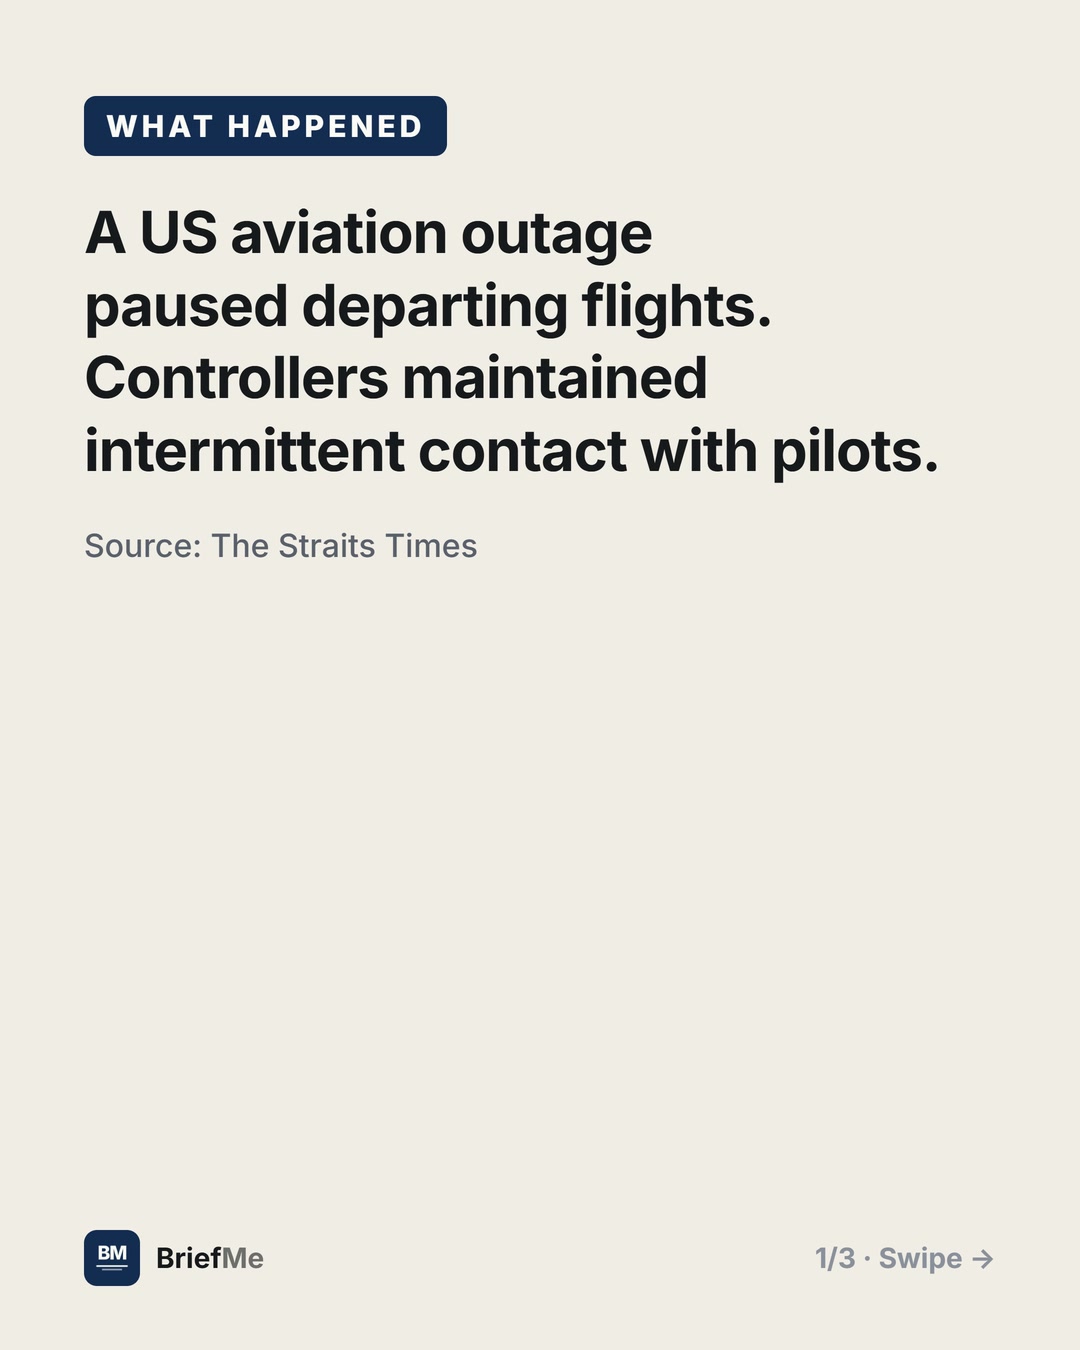 WHAT HAPPENED
A US aviation outage
paused departing flights.
Controllers maintained
intermittent contact with pilots.
Source: The Straits Times
BM
BriefMe
1/3 · Swipe →